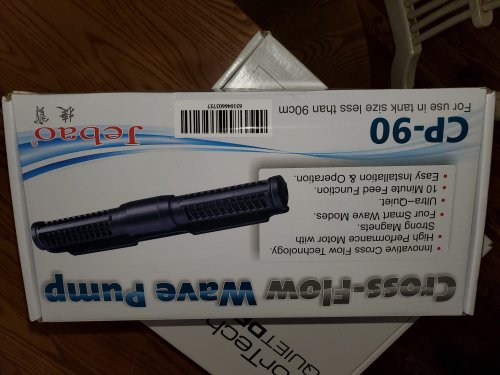 Cross-Flow Wave Pump
• Innovative Cross Flow Technology.
• High Performance Motor with
Strong Magnets.
• Four Smart Wave Modes.
• Ultra-Quiet.
• 10 Minute Feed Function.
• Easy Installation & Operation.
CP-90
For use in tank size less than 90cm
Jebao
捷寶